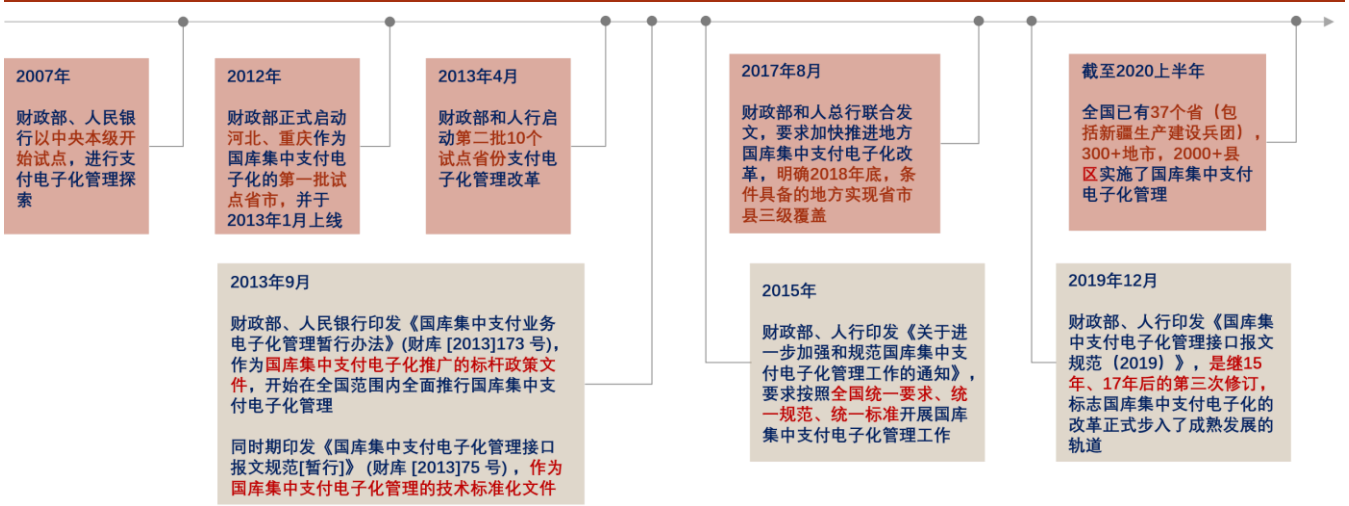 2007年
财政部、人民银
行以中央本级开
始试点，进行支
付电子化管理探
索
2012年
财政部正式启动
河北、重庆作为
国库集中支付电
子化的第一批试
点省市，并于
2013年1月上线
2013年4月
财政部和人行启
动第二批10个
试点省份支付电
子化管理改革
2013年9月
财政部、人民银行印发《国库集中支付业务
电子化管理暂行办法》(财库 [2013]173 号)，
作为国库集中支付电子化推广的标杆政策文
件，开始在全国范围内全面推行国库集中支
付电子化管理
同时期印发《国库集中支付电子化管理接口
报文规范[暂行]》 (财库 [2013]75 号) ，作为
国库集中支付电子化管理的技术标准化文件
2015年
财政部、人行印发《关于进
一步加强和规范国库集中支
付电子化管理工作的通知》，
要求按照全国统一要求、统
一规范、统一标准开展国库
集中支付电子化管理工作
2017年8月
财政部和人总行联合发
文，要求加快推进地方
国库集中支付电子化改
革，明确2018年底，条
件具备的地方实现省市
县三级覆盖
2019年12月
财政部、人行印发《国库集
中支付电子化管理接口报文
规范（2019）》，是继15
年、17年后的第三次修订，
标志国库集中支付电子化的
改革正式步入了成熟发展的
轨道
截至2020上半年
全国已有37个省（包
括新疆生产建设兵团），
300+地市，2000+县
区实施了国库集中支付
电子化管理